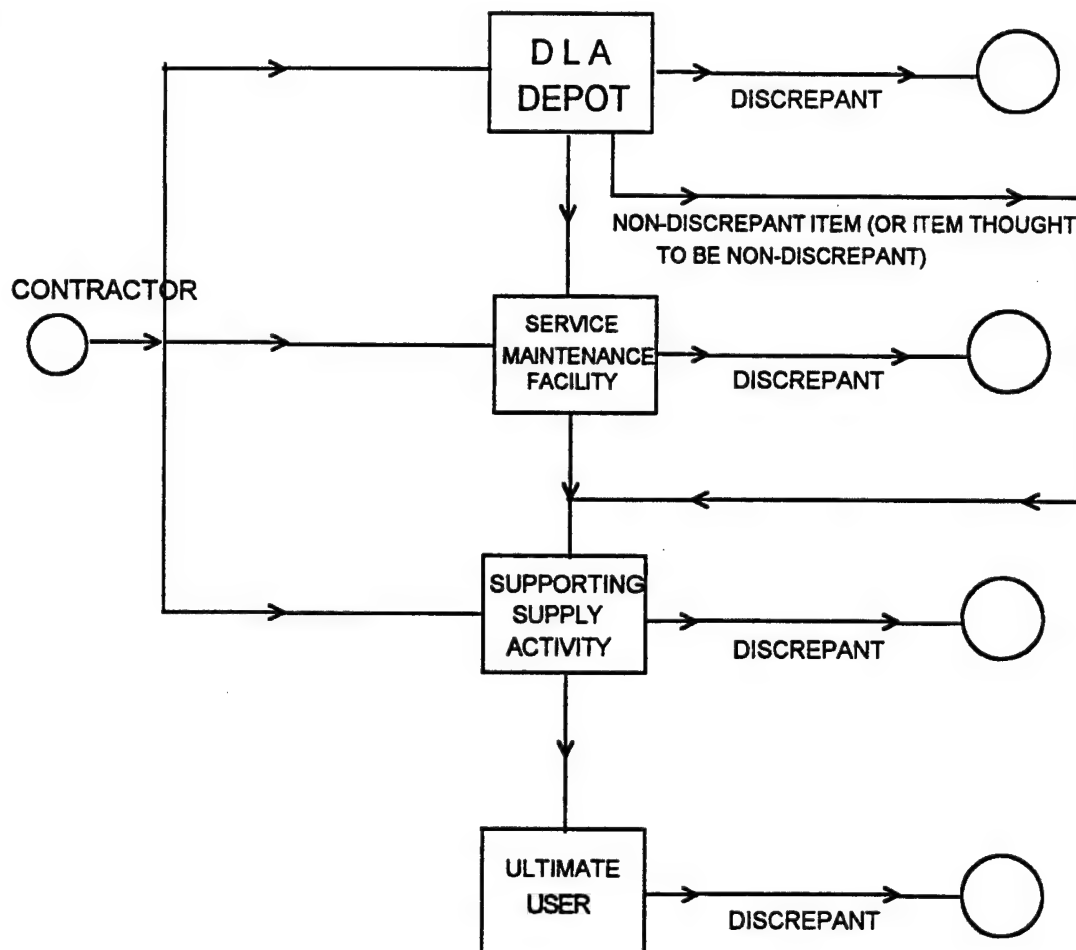 D L A
DEPOT
DISCREPANT
NON-DISCREPANT ITEM (OR ITEM THOUGHT
TO BE NON-DISCREPANT)
CONTRACTOR
SERVICE
MAINTENANCE
FACILITY
DISCREPANT
SUPPORTING
SUPPLY
ACTIVITY
DISCREPANT
ULTIMATE
USER
DISCREPANT